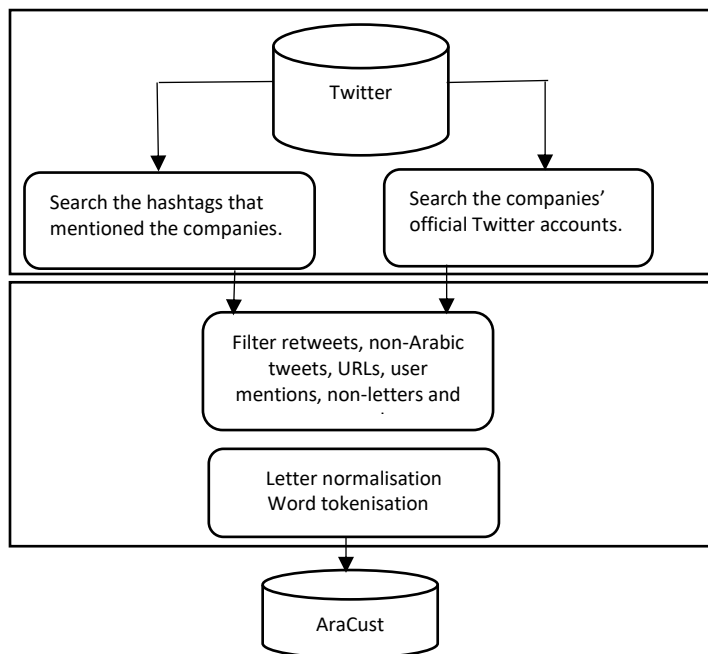 Twitter
Search the hashtags that
mentioned the companies.
Search the companies’
official Twitter accounts.
Filter retweets, non-Arabic
tweets, URLs, user
mentions, non-letters and
Letter normalisation
Word tokenisation
AraCust